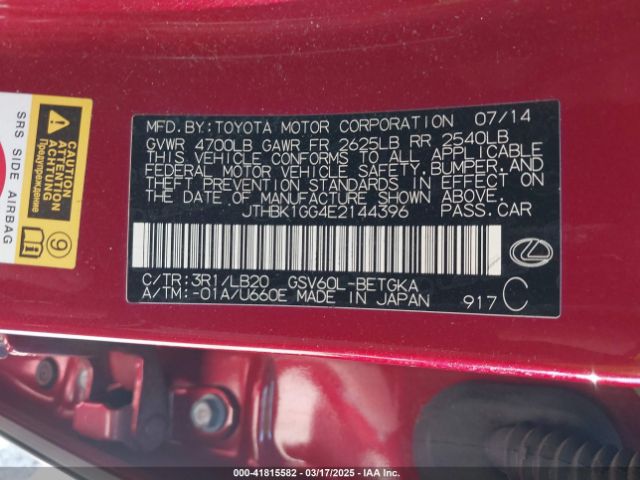 SRS SIDE AIRBAG
CAUTION
ATTENTION
ACHTUNG
Предупреждение
9
MFD. BY: TOYOTA MOTOR CORPORATION 07/14
GVWR 4700LB GAWR FR 2625LB RR 2540LB
THIS VEHICLE CONFORMS TO ALL APPLICABLE
FEDERAL MOTOR VEHICLE SAFETY, BUMPER, AND
THEFT PREVENTION STANDARDS IN EFFECT ON
THE DATE OF MANUFACTURE SHOWN ABOVE.
JTHBK1GG4E2144396 PASS. CAR
C/TR: 3R1/LB20 GSV60L-BETGKA
A/TM: -01A/U660E MADE IN JAPAN 917 C
000-41815582 — 03/17/2025 — IAA Inc.